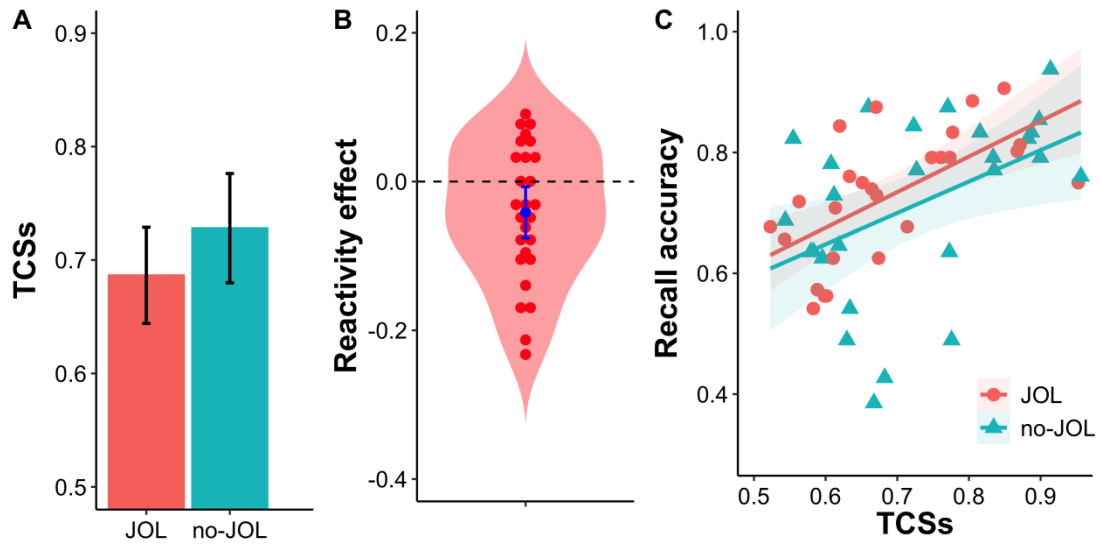 A
TCSs
0.9
0.8
0.7
0.6
0.5
JOL no-JOL
B
Reactivity effect
0.2
0.0
-0.2
-0.4
C
Recall accuracy
1.0
0.8
0.6
0.4
JOL
no-JOL
0.5 0.6 0.7 0.8 0.9
TCSs